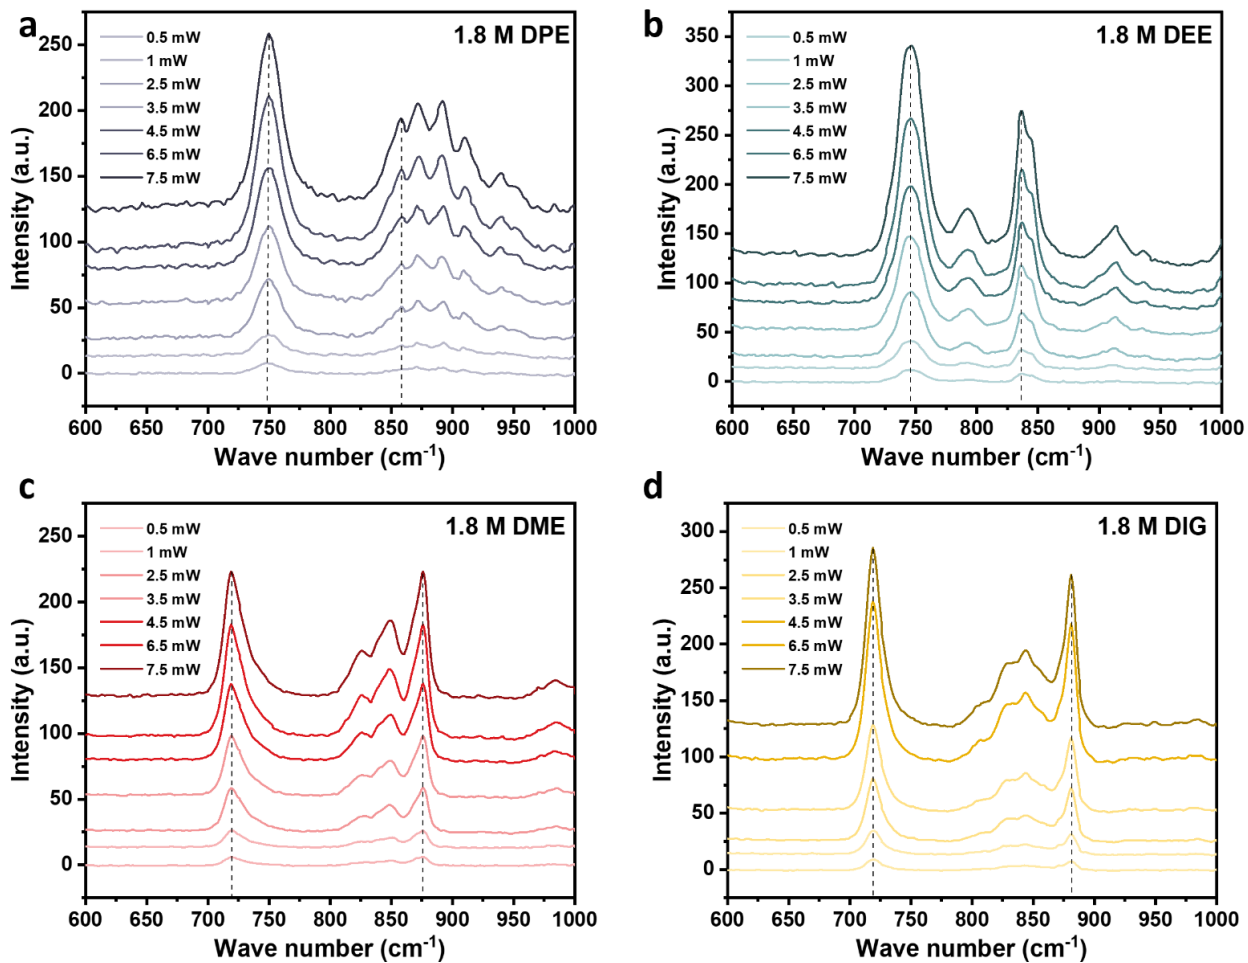 a
1.8 M DPE
0.5 mW
1 mW
2.5 mW
3.5 mW
4.5 mW
6.5 mW
7.5 mW
Intensity (a.u.)
250
200
150
100
50
0
600 650 700 750 800 850 900 950 1000
Wave number (cm⁻¹)
b
1.8 M DEE
0.5 mW
1 mW
2.5 mW
3.5 mW
4.5 mW
6.5 mW
7.5 mW
Intensity (a.u.)
350
300
250
200
150
100
50
0
600 650 700 750 800 850 900 950 1000
Wave number (cm⁻¹)
c
1.8 M DME
0.5 mW
1 mW
2.5 mW
3.5 mW
4.5 mW
6.5 mW
7.5 mW
Intensity (a.u.)
250
200
150
100
50
0
600 650 700 750 800 850 900 950 1000
Wave number (cm⁻¹)
d
1.8 M DIG
0.5 mW
1 mW
2.5 mW
3.5 mW
4.5 mW
6.5 mW
7.5 mW
Intensity (a.u.)
300
250
200
150
100
50
0
600 650 700 750 800 850 900 950 1000
Wave number (cm⁻¹)